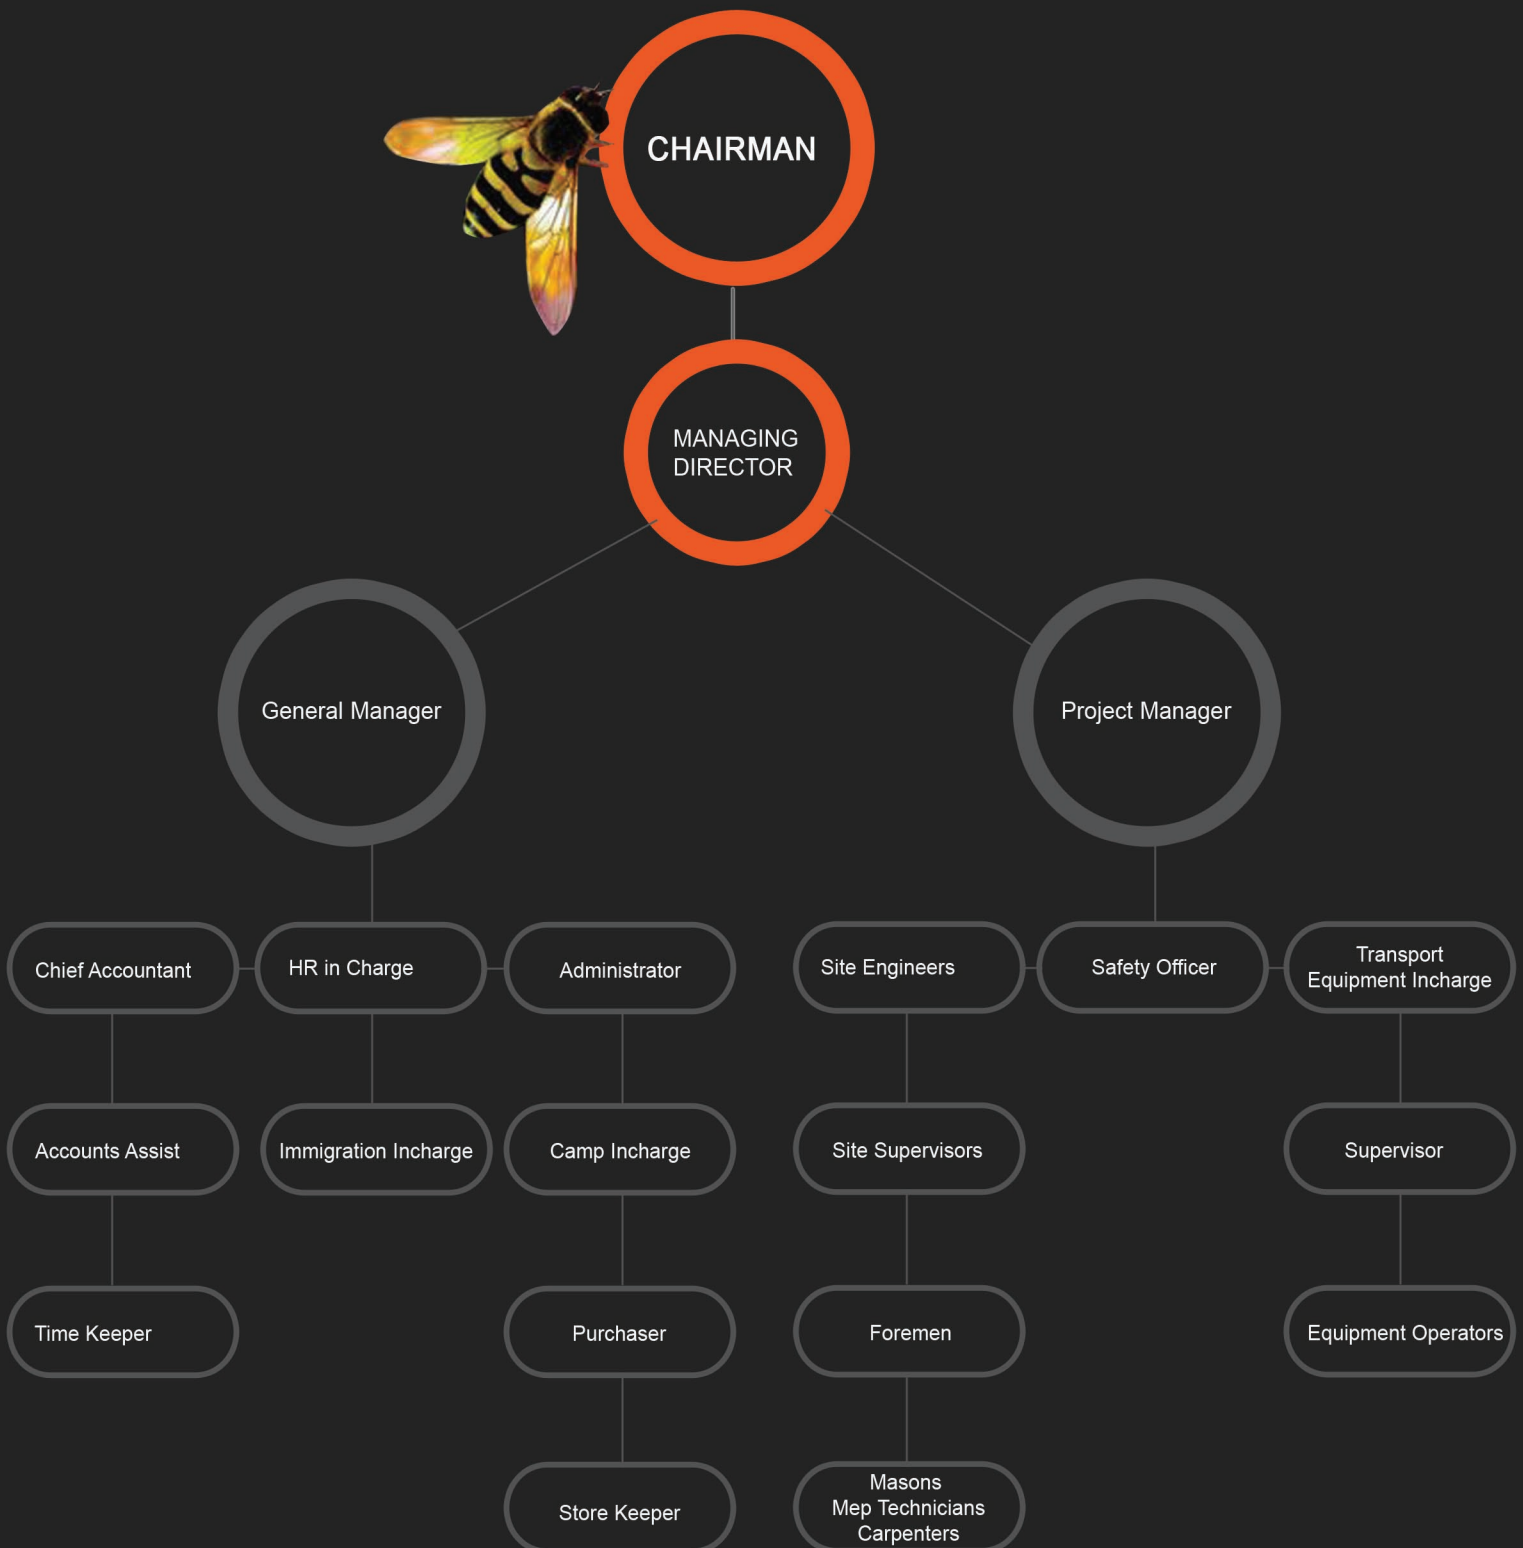 CHAIRMAN
MANAGING
DIRECTOR
General Manager
Project Manager
Chief Accountant
HR in Charge
Administrator
Site Engineers
Safety Officer
Transport
Equipment Incharge
Accounts Assist
Immigration Incharge
Camp Incharge
Site Supervisors
Supervisor
Time Keeper
Purchaser
Foremen
Equipment Operators
Store Keeper
Masons
Mep Technicians
Carpenters